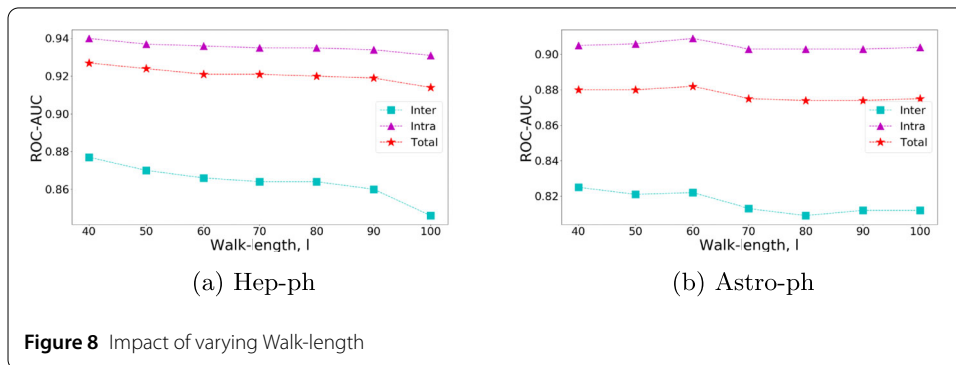 0.94
0.92
0.90
0.88
0.86
ROC-AUC
Inter
Intra
Total
40 50 60 70 80 90 100
Walk-length, l
(a) Hep-ph
0.90
0.88
0.86
0.84
0.82
ROC-AUC
Inter
Intra
Total
40 50 60 70 80 90 100
Walk-length, l
(b) Astro-ph
Figure 8 Impact of varying Walk-length